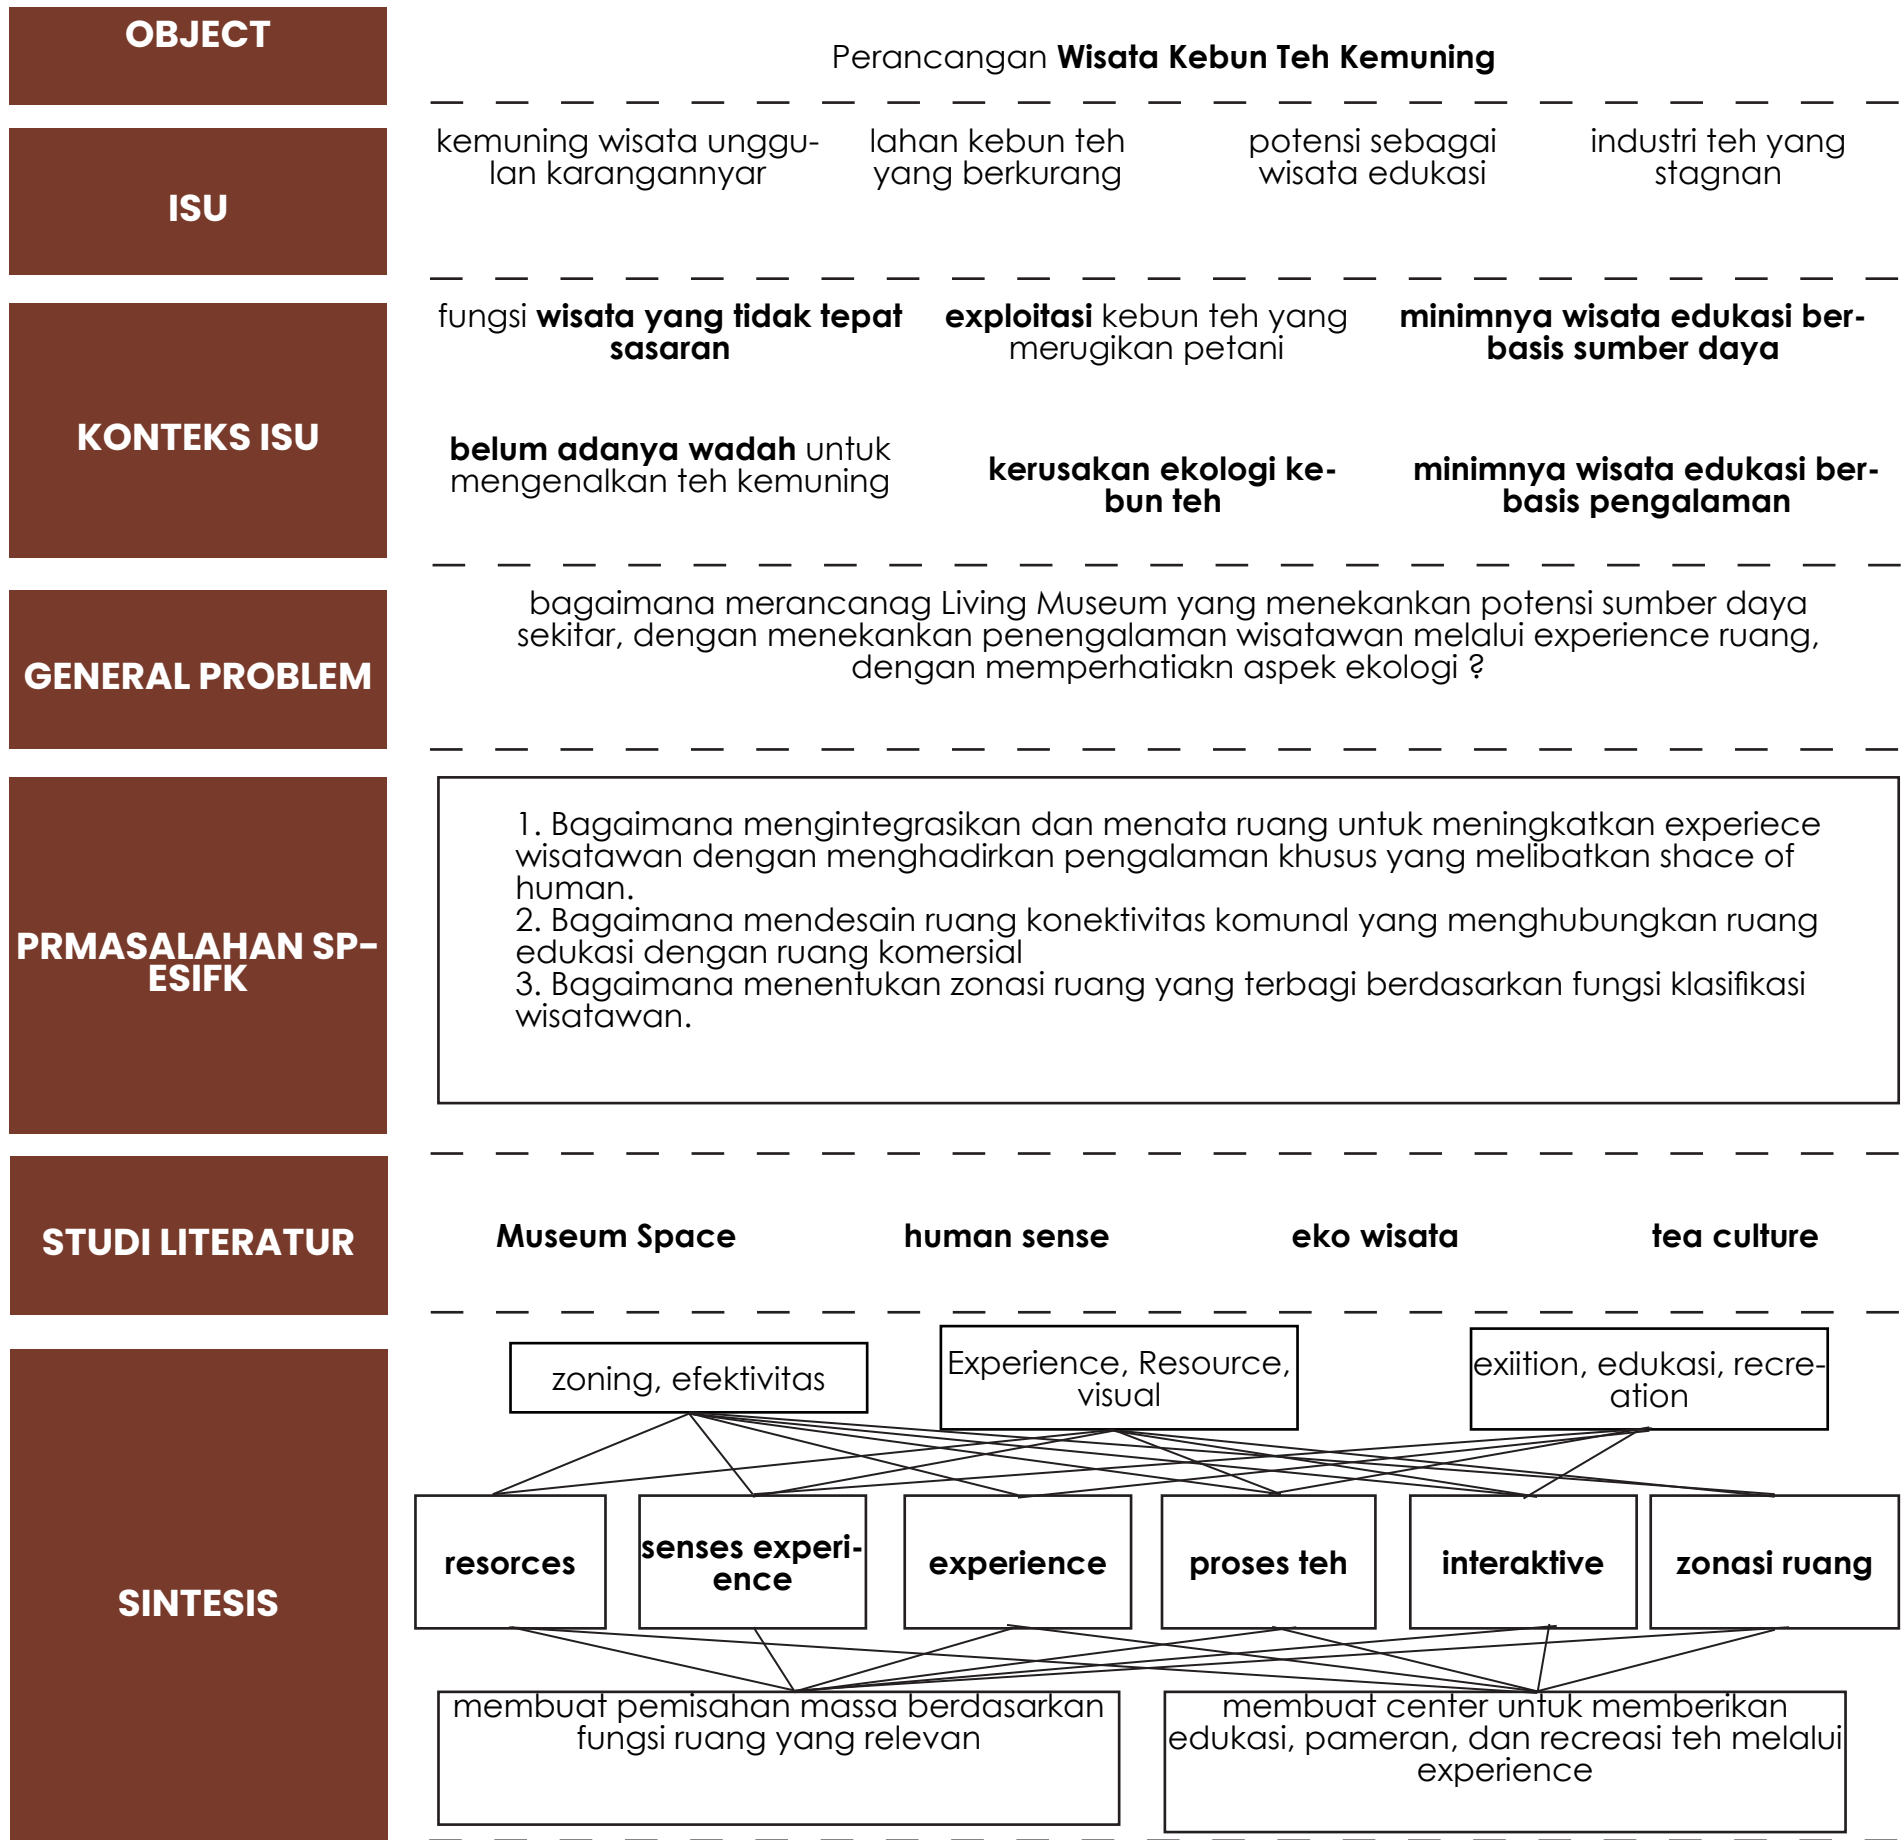 OBJECT
Perancangan Wisata Kebun Teh Kemuning
ISU
kemuning wisata unggu-
lan karangannyar
lahan kebun teh
yang berkurang
potensi sebagai
wisata edukasi
industri teh yang
stagnan
KONTEKS ISU
fungsi wisata yang tidak tepat
sasaran
exploitasi kebun teh yang
merugikan petani
minimnya wisata edukasi ber-
basis sumber daya
belum adanya wadah untuk
mengenalkan teh kemuning
kerusakan ekologi ke-
bun teh
minimnya wisata edukasi ber-
basis pengalaman
GENERAL PROBLEM
bagaimana merancanag Living Museum yang menekankan potensi sumber daya
sekitar, dengan menekankan penengalaman wisatawan melalui experience ruang,
dengan memperhatiakn aspek ekologi ?
PRMASALAHAN SP-
ESIFK
1. Bagaimana mengintegrasikan dan menata ruang untuk meningkatkan experiece
wisatawan dengan menghadirkan pengalaman khusus yang melibatkan shace of
human.
2. Bagaimana mendesain ruang konektivitas komunal yang menghubungkan ruang
edukasi dengan ruang komersial
3. Bagaimana menentukan zonasi ruang yang terbagi berdasarkan fungsi klasifikasi
wisatawan.
STUDI LITERATUR
Museum Space
human sense
eko wisata
tea culture
SINTESIS
zoning, efektivitas
Experience, Resource,
visual
exiition, edukasi, recre-
ation
resorces
senses experi-
ence
experience
proses teh
interaktive
zonasi ruang
membuat pemisahan massa berdasarkan
fungsi ruang yang relevan
membuat center untuk memberikan
edukasi, pameran, dan recreasi teh melalui
experience